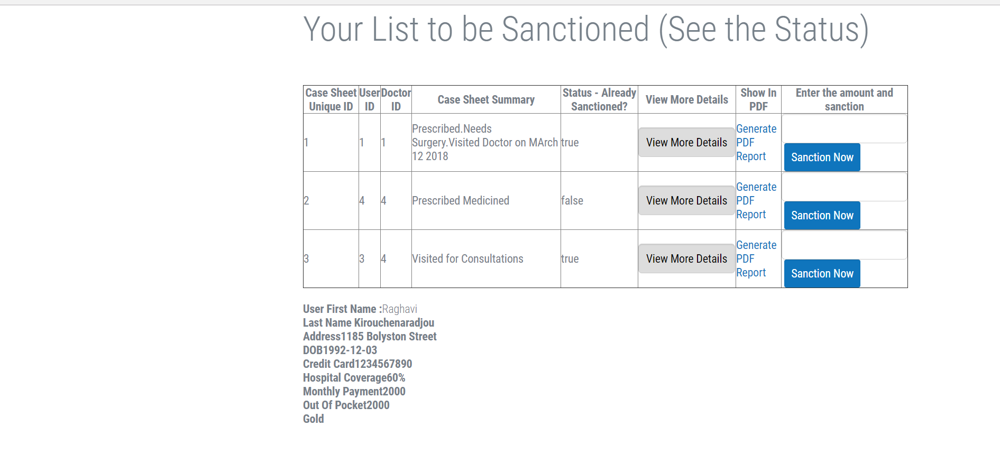 Your List to be Sanctioned (See the Status)
Case Sheet Unique ID User ID Doctor ID Case Sheet Summary Status - Already Sanctioned? View More Details Show In PDF Enter the amount and sanction
1 1 1 Prescribed.Needs Surgery.Visited Doctor on MArch 12 2018 true View More Details Generate PDF Report Sanction Now
2 4 4 Prescribed Medicined false View More Details Generate PDF Report Sanction Now
3 3 4 Visited for Consultations true View More Details Generate PDF Report Sanction Now
User First Name :Raghavi
Last Name Kirouchenaradjou
Address1185 Bolyston Street
DOB1992-12-03
Credit Card1234567890
Hospital Coverage60%
Monthly Payment2000
Out Of Pocket2000
Gold